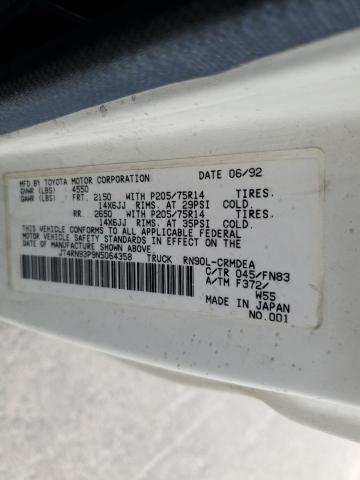 MFD BY TOYOTA MOTOR CORPORATION DATE 06/92
GVWR (LBS) 4550
GAWR (LBS) FRT. 2150 WITH P205/75R14 TIRES.
14X6JJ RIMS. AT 29PSI COLD.
RR. 2650 WITH P205/75R14 TIRES.
14X6JJ RIMS. AT 35PSI COLD.
THIS VEHICLE CONFORMS TO ALL APPLICABLE FEDERAL
MOTOR VEHICLE SAFETY STANDARDS IN EFFECT ON THE
DATE OF MANUFACTURE SHOWN ABOVE.
JT4RN93P9N5064358 TRUCK RN90L-CRMDEA
C/TR 045/FN83
A/TM F372/
W55
MADE IN JAPAN
NO.001